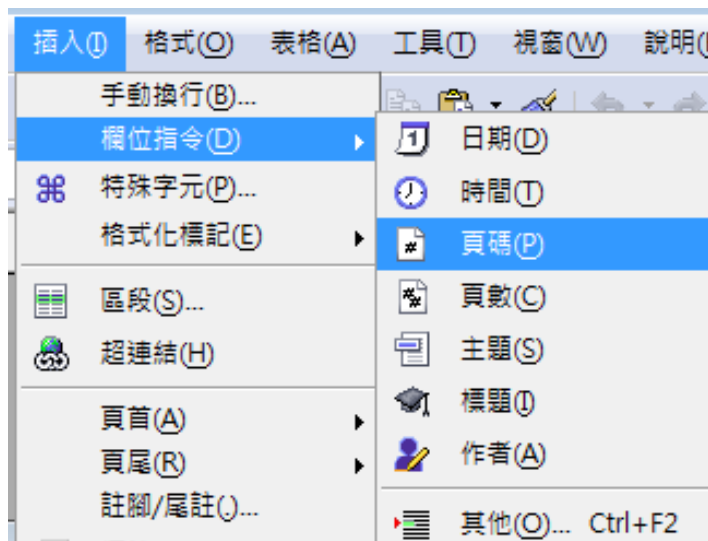 插入(I) 格式(O) 表格(A) 工具(T) 視窗(W) 說明(
手動換行(B)...
欄位指令(D)
特殊字元(P)...
格式化標記(E)
區段(S)...
超連結(H)
頁首(A)
頁尾(R)
註腳/尾註(.)...
日期(D)
時間(T)
頁碼(P)
頁數(C)
主題(S)
標題(I)
作者(A)
其他(O)... Ctrl+F2